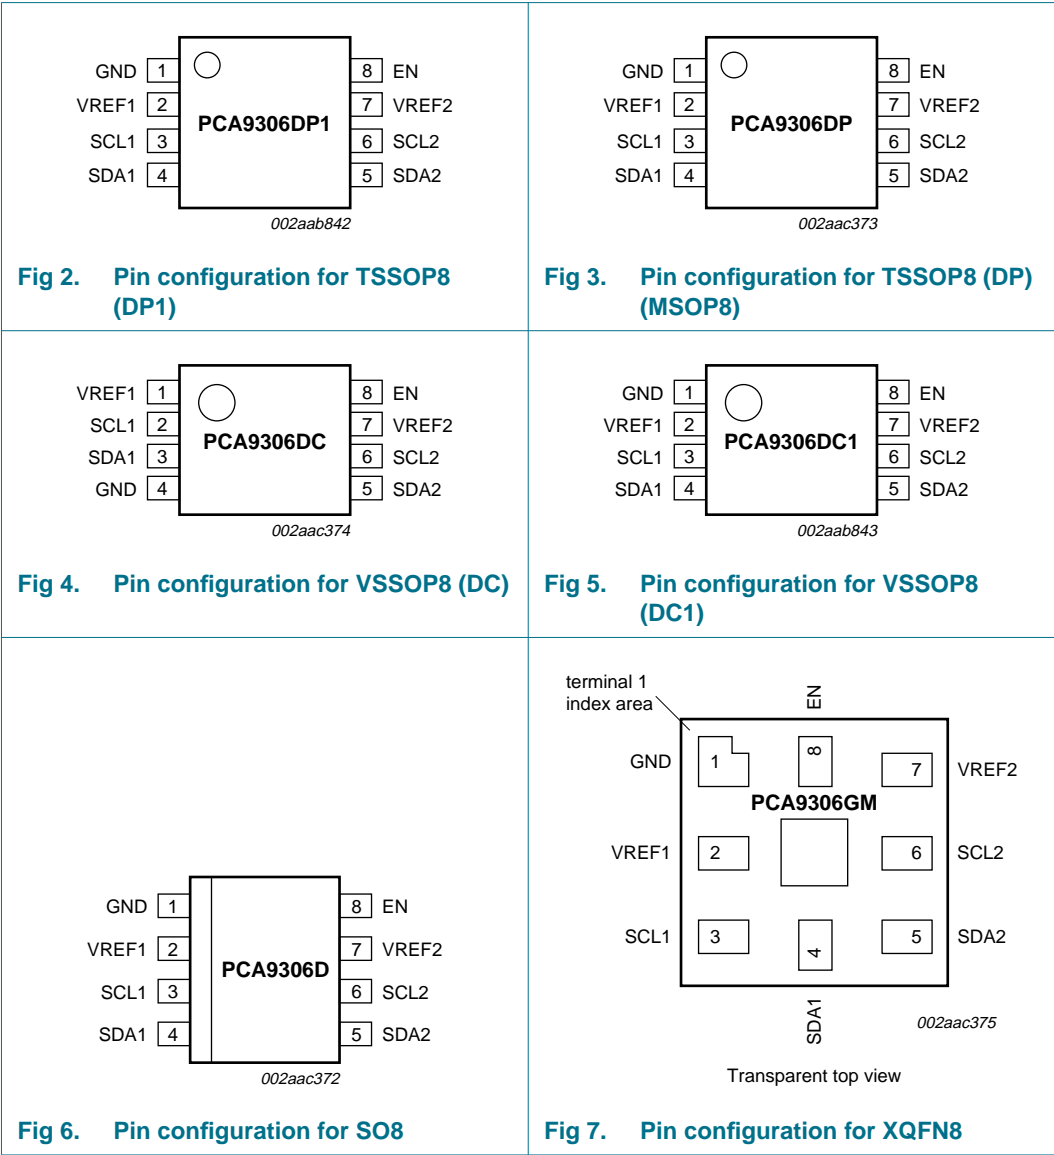 GND 1 8 EN
VREF1 2 7 VREF2
PCA9306DP1
SCL1 3 6 SCL2
SDA1 4 5 SDA2
002aab842
Fig 2. Pin configuration for TSSOP8
(DP1)
GND 1 8 EN
VREF1 2 7 VREF2
PCA9306DP
SCL1 3 6 SCL2
SDA1 4 5 SDA2
002aac373
Fig 3. Pin configuration for TSSOP8 (DP)
(MSOP8)
VREF1 1 8 EN
SCL1 2 7 VREF2
PCA9306DC
SDA1 3 6 SCL2
GND 4 5 SDA2
002aac374
Fig 4. Pin configuration for VSSOP8 (DC)
GND 1 8 EN
VREF1 2 7 VREF2
PCA9306DC1
SCL1 3 6 SCL2
SDA1 4 5 SDA2
002aab843
Fig 5. Pin configuration for VSSOP8
(DC1)
GND 1 8 EN
VREF1 2 7 VREF2
PCA9306D
SCL1 3 6 SCL2
SDA1 4 5 SDA2
002aac372
Fig 6. Pin configuration for SO8
terminal 1
index area
EN
GND 1 8 7 VREF2
PCA9306GM
VREF1 2 6 SCL2
SCL1 3 4 5 SDA2
SDA1
002aac375
Transparent top view
Fig 7. Pin configuration for XQFN8